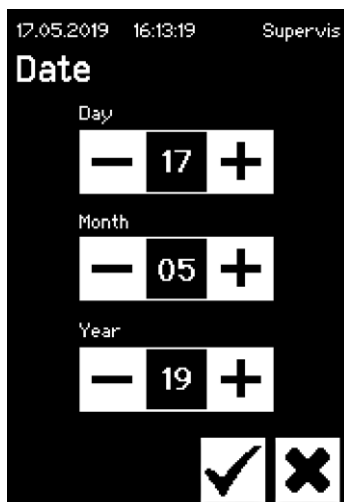 17.05.2019 16:13:19 Supervis
Date
Day
17
Month
05
Year
19